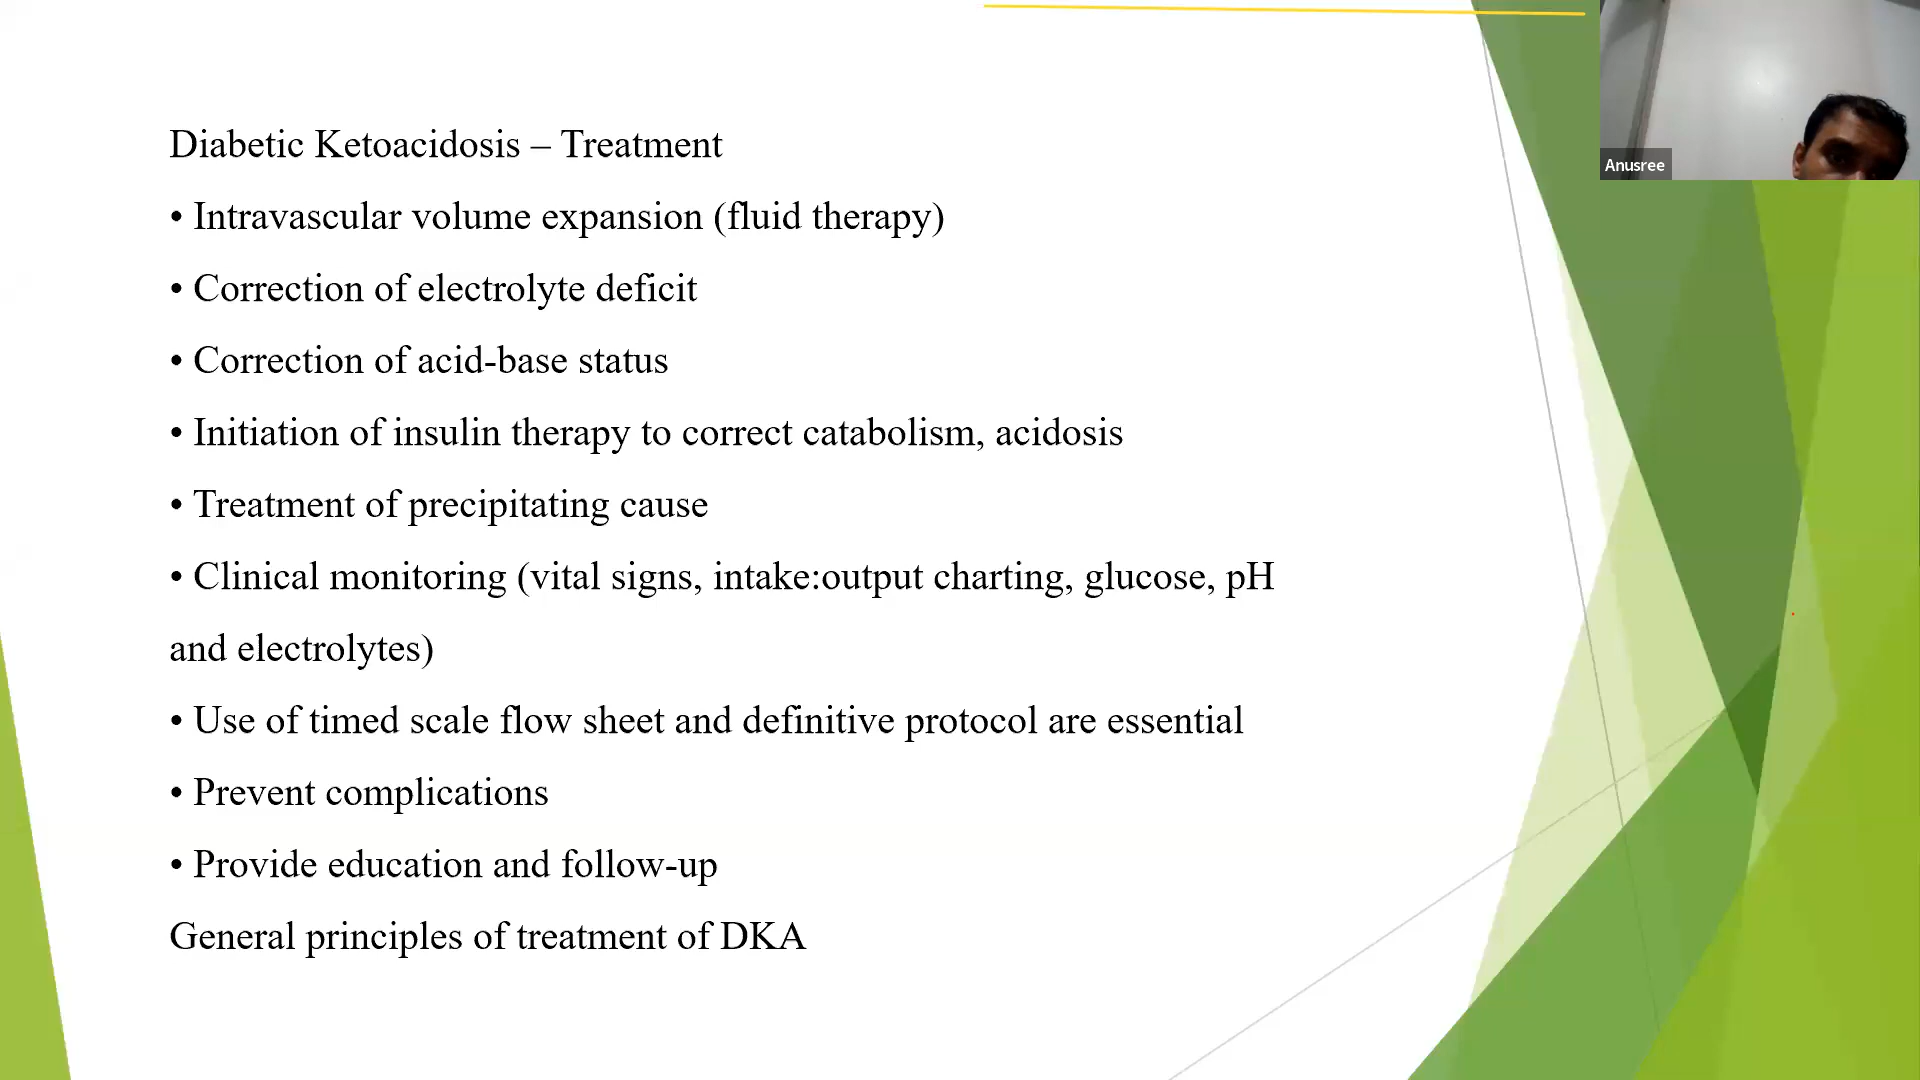 Diabetic Ketoacidosis – Treatment
• Intravascular volume expansion (fluid therapy)
• Correction of electrolyte deficit
• Correction of acid-base status
• Initiation of insulin therapy to correct catabolism, acidosis
• Treatment of precipitating cause
• Clinical monitoring (vital signs, intake:output charting, glucose, pH
and electrolytes)
• Use of timed scale flow sheet and definitive protocol are essential
• Prevent complications
• Provide education and follow-up
General principles of treatment of DKA
Anusree